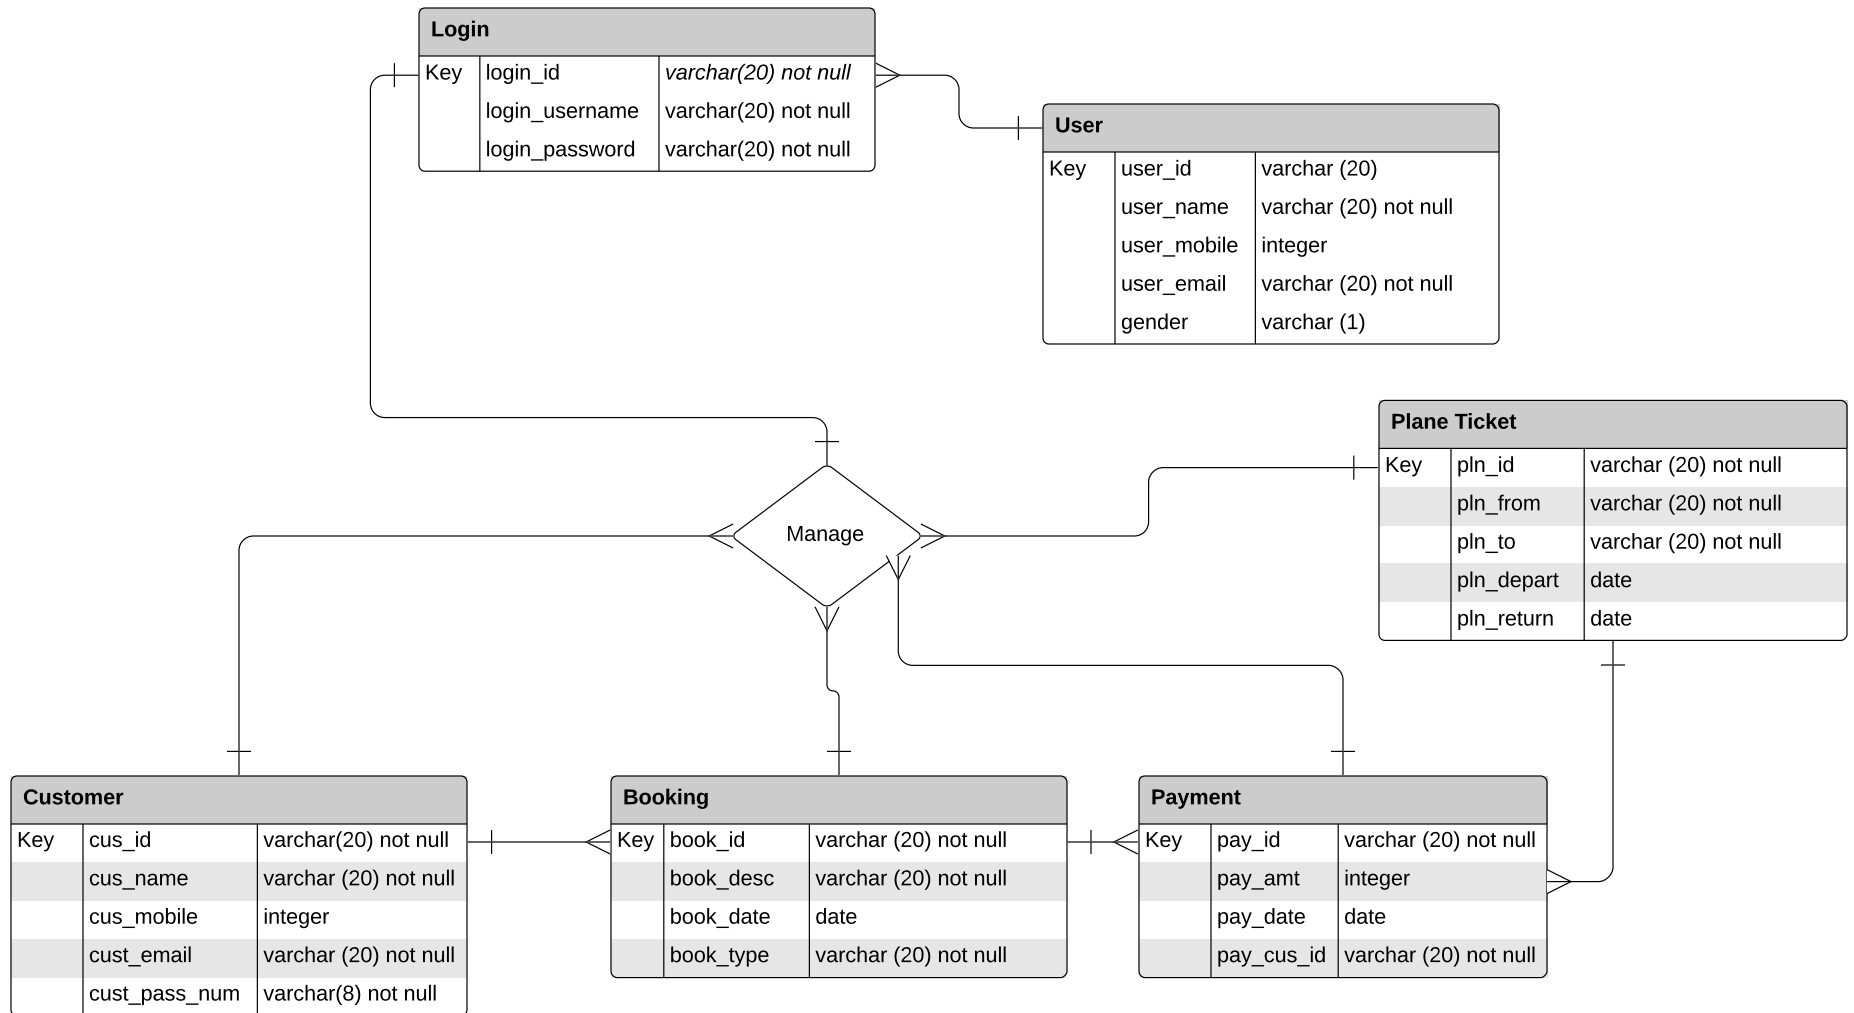 Login
Key login_id varchar(20) not null
login_username varchar(20) not null
login_password varchar(20) not null
User
Key user_id varchar (20)
user_name varchar (20) not null
user_mobile integer
user_email varchar (20) not null
gender varchar (1)
Plane Ticket
Key pln_id varchar (20) not null
pln_from varchar (20) not null
pln_to varchar (20) not null
pln_depart date
pln_return date
Manage
Customer
Key cus_id varchar(20) not null
cus_name varchar (20) not null
cus_mobile integer
cust_email varchar (20) not null
cust_pass_num varchar(8) not null
Booking
Key book_id varchar (20) not null
book_desc varchar (20) not null
book_date date
book_type varchar (20) not null
Payment
Key pay_id varchar (20) not null
pay_amt integer
pay_date date
pay_cus_id varchar (20) not null